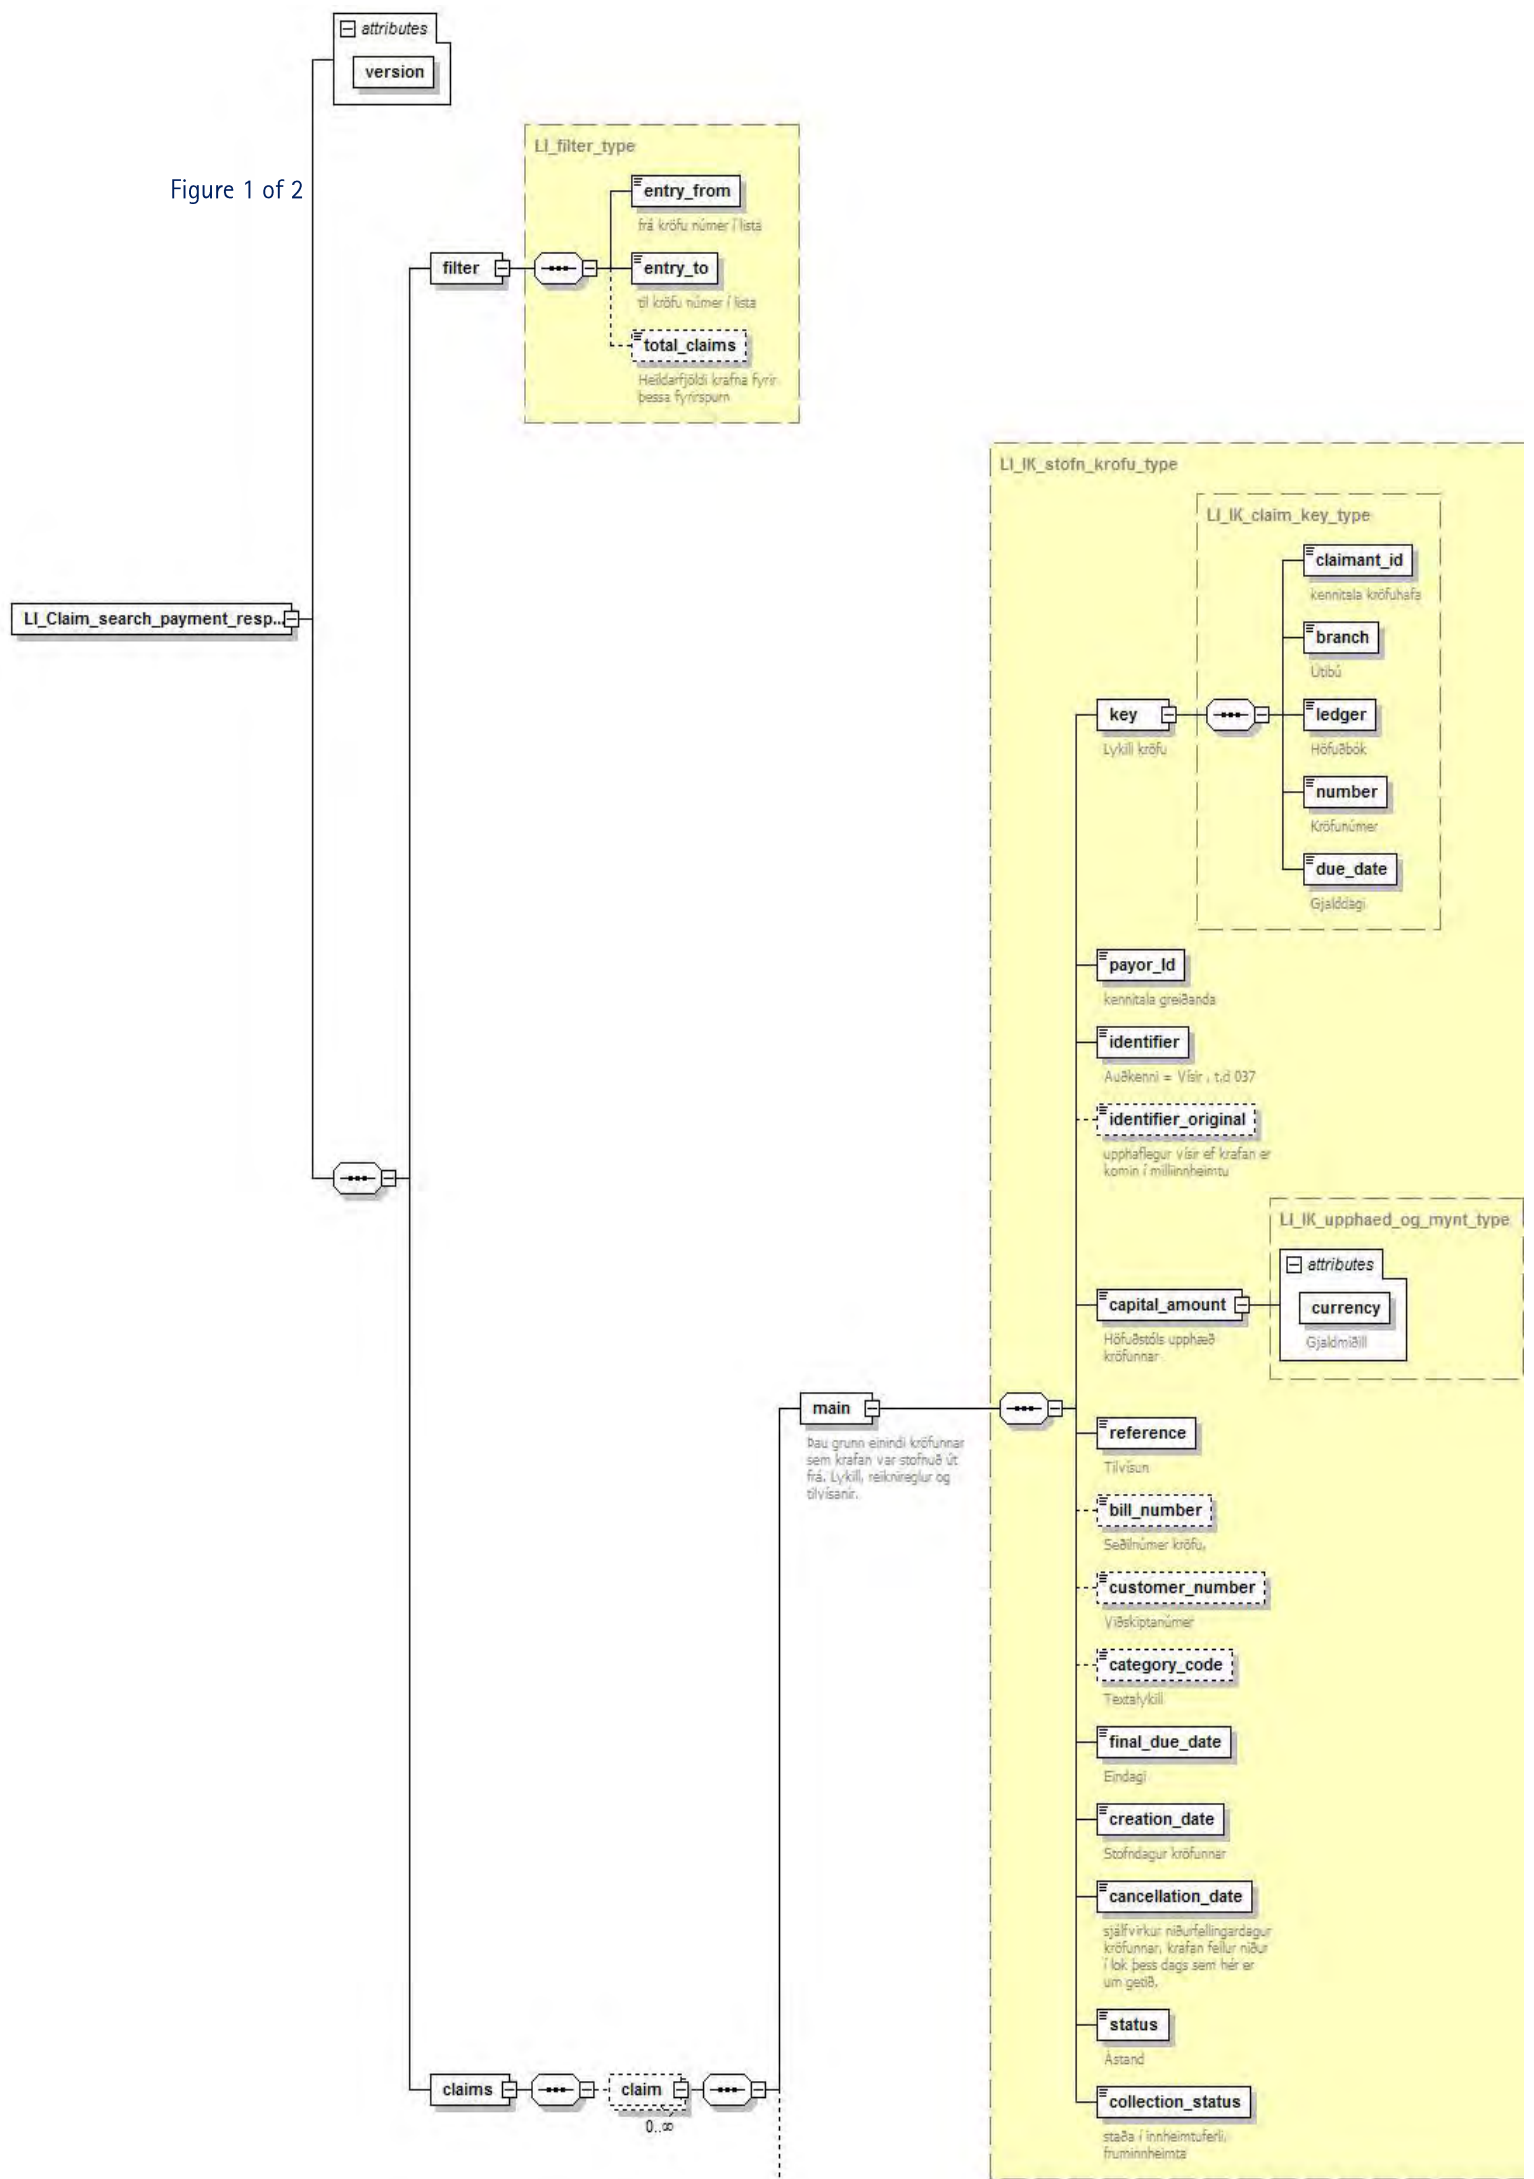 attributes
version
LI_filter_type
Figure 1 of 2
entry_from
frá kröfu númer í lista
filter
entry_to
til kröfu númer í lista
total_claims
Heildarfjöldi krafna fyrir
þessa fyrirspurn
LI_IK_stofn_krofu_type
LI_IK_claim_key_type
claimant_id
kennitala kröfuhafa
LI_Claim_search_payment_resp...
branch
Útibú
key
Lykill kröfu
ledger
Höfuðbók
number
Kröfunúmer
due_date
Gjalddagi
payor_Id
kennitala greiðanda
identifier
Auðkenni = Vísir , t.d 037
identifier_original
upphaflegur vísir ef krafan er
komin í milliinnheimtu
LI_IK_upphaed_og_mynt_type
attributes
capital_amount
currency
Höfuðstóls upphæð
kröfunnar
Gjaldmiðill
main
Þau grunn einindi kröfunnar
sem krafan var stofnuð út
frá. Lykill, reiknireglur og
tilvísanir.
reference
Tilvísun
bill_number
Seðilnúmer kröfu.
customer_number
Viðskiptanúmer
category_code
Textalykill
final_due_date
Eindagi
creation_date
Stofndagur kröfunnar
cancellation_date
sjálfvirkur niðurfellingardagur
kröfunnar, krafan fellur niður
í lok þess dags sem hér er
um getið.
status
Ástand
claims
claim
0..∞
collection_status
staða í innheimtuferli,
fruminnheimta